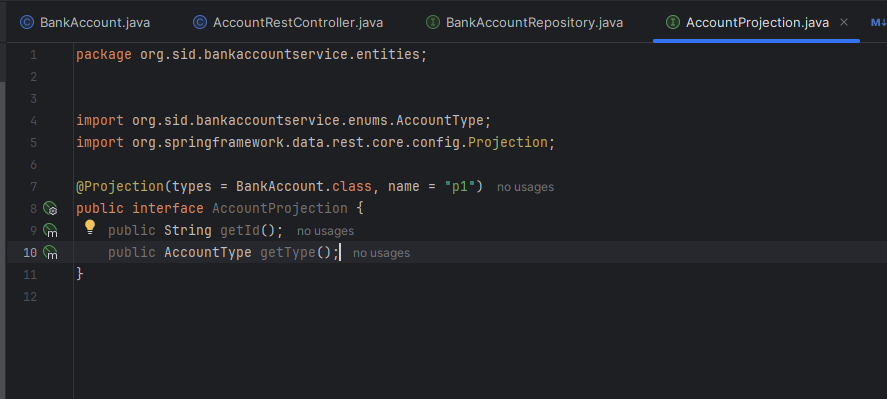 BankAccount.java AccountRestController.java BankAccountRepository.java AccountProjection.java M↓
1 package org.sid.bankaccountservice.entities;
2
3
4 import org.sid.bankaccountservice.enums.AccountType;
5 import org.springframework.data.rest.core.config.Projection;
6
7 @Projection(types = BankAccount.class, name = "p1") no usages
8 public interface AccountProjection {
9 public String getId(); no usages
10 public AccountType getType(); no usages
11 }
12